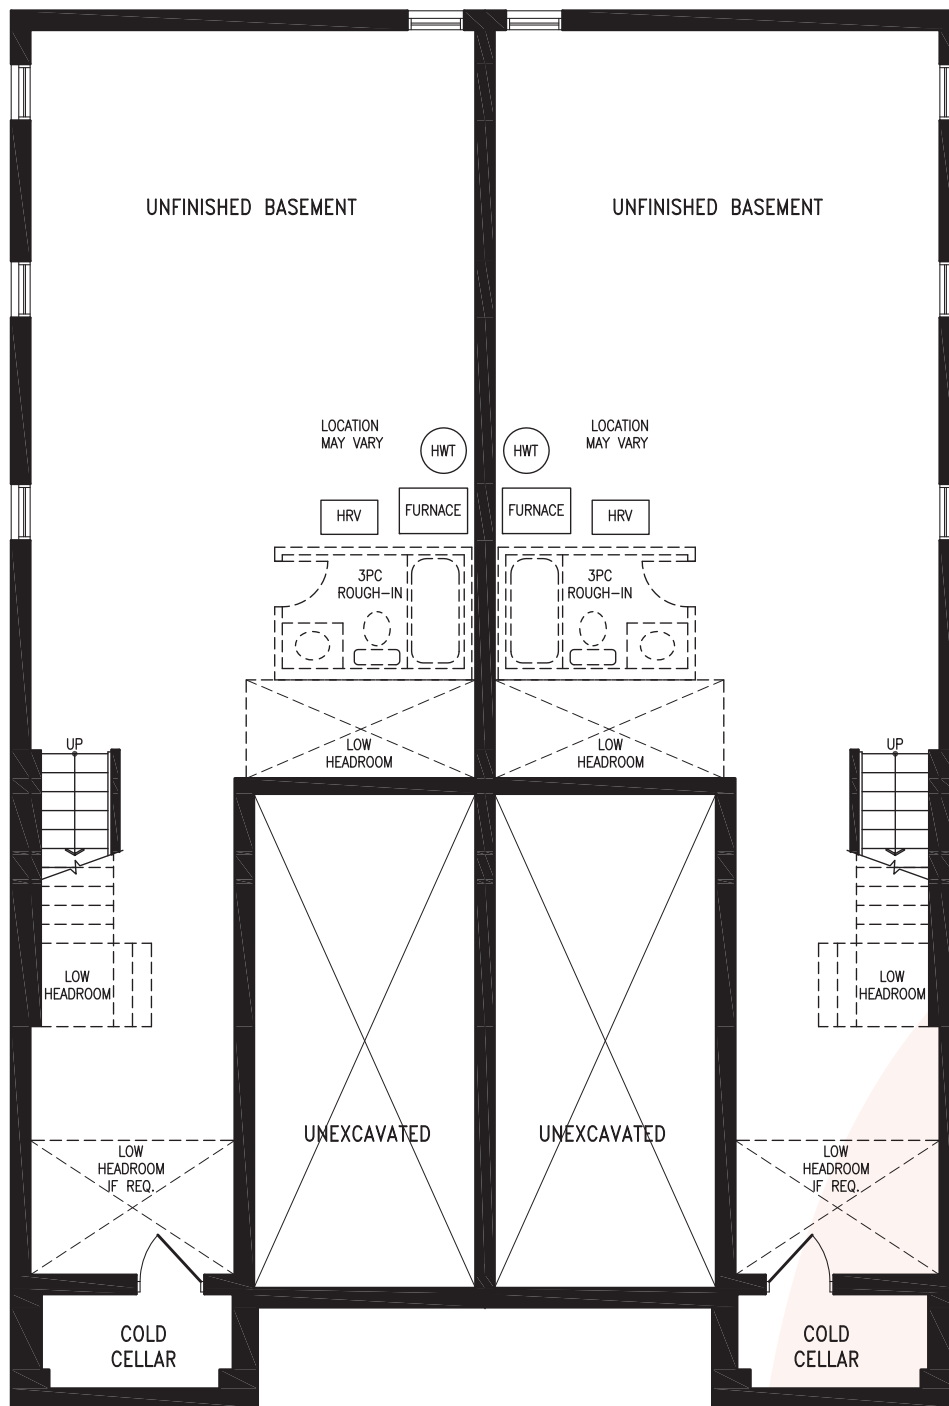 UNFINISHED BASEMENT
UNFINISHED BASEMENT
LOCATION
MAY VARY
HWT
HWT
LOCATION
MAY VARY
HRV
FURNACE
FURNACE
HRV
3PC
ROUGH-IN
3PC
ROUGH-IN
LOW
HEADROOM
LOW
HEADROOM
UP
UP
LOW
HEADROOM
LOW
HEADROOM
UNEXCAVATED
UNEXCAVATED
LOW
HEADROOM
IF REQ.
LOW
HEADROOM
IF REQ.
COLD
CELLAR
COLD
CELLAR